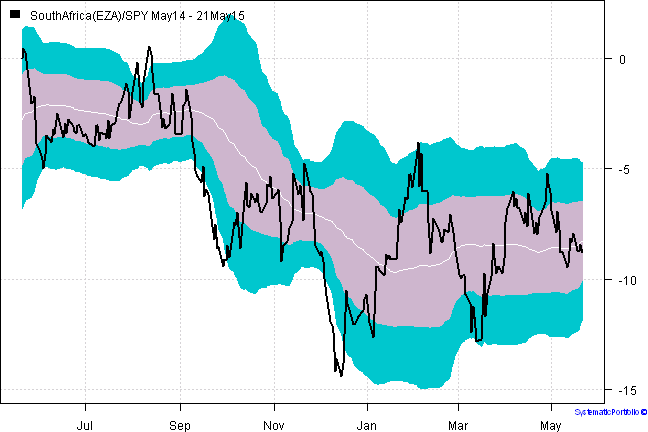 SouthAfrica(EZA)/SPY May14 - 21May15
0
-5
-10
-15
Jul Sep Nov Jan Mar May
SystematicPortfolio ©